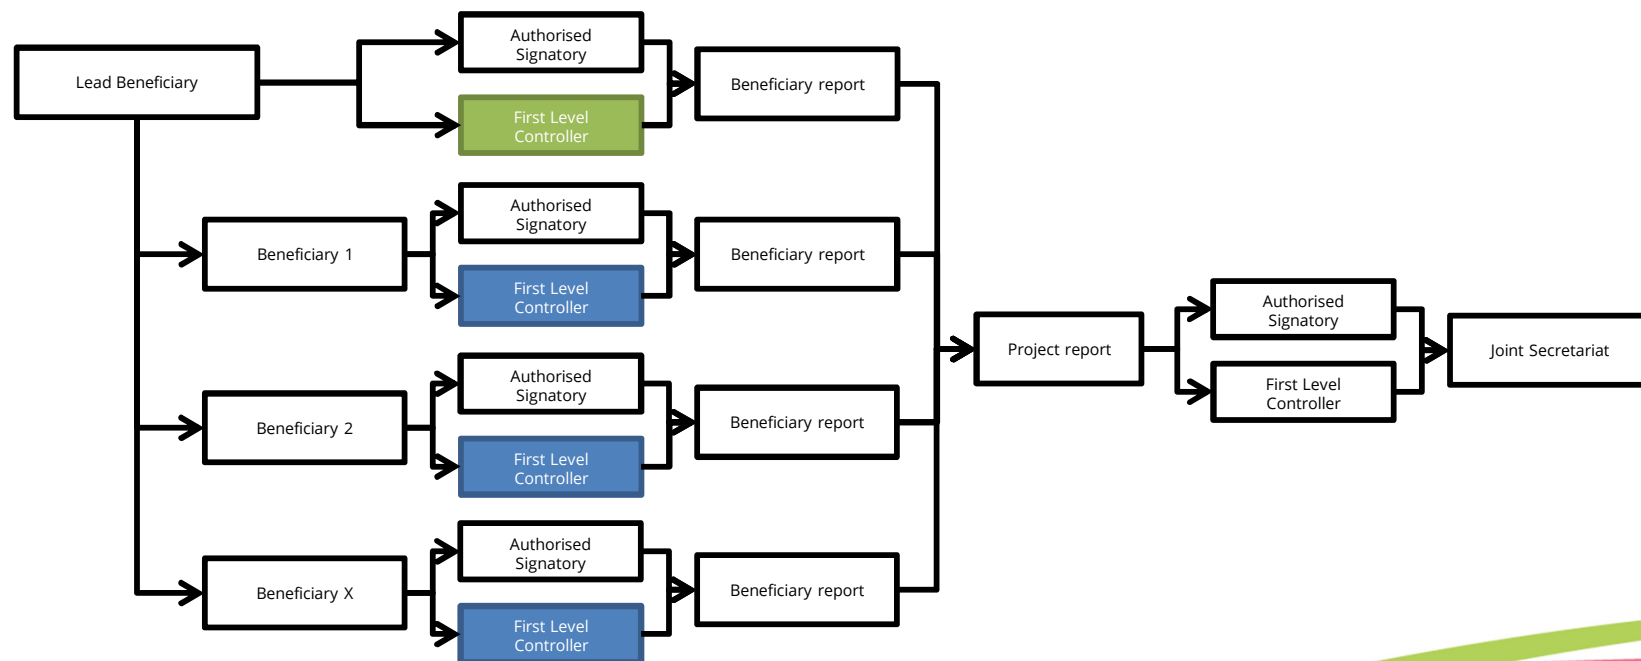 Lead Beneficiary
Authorised
Signatory
First Level
Controller
Beneficiary report
Beneficiary 1
Authorised
Signatory
First Level
Controller
Beneficiary report
Beneficiary 2
Authorised
Signatory
First Level
Controller
Beneficiary report
Beneficiary X
Authorised
Signatory
First Level
Controller
Beneficiary report
Project report
Authorised
Signatory
First Level
Controller
Joint Secretariat